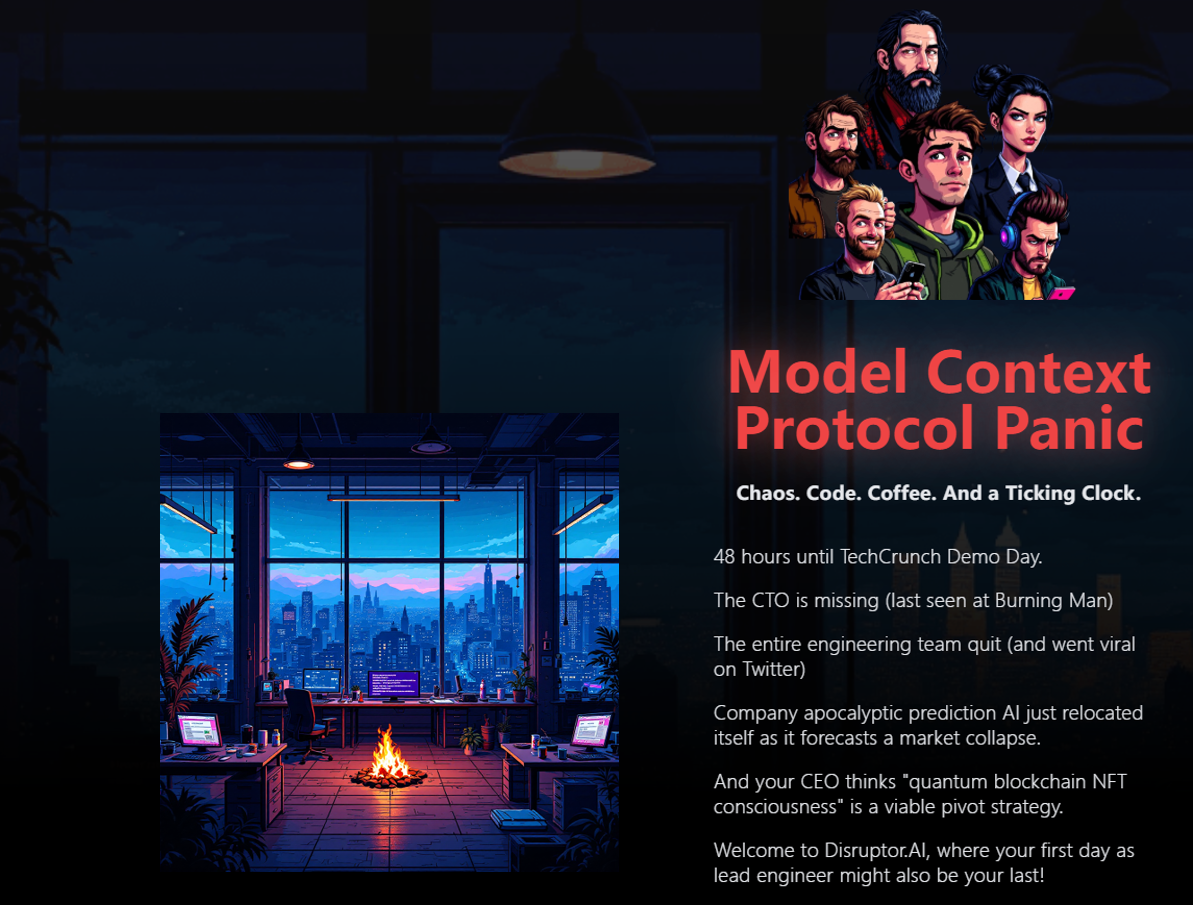 Model Context
Protocol Panic
Chaos. Code. Coffee. And a Ticking Clock.
48 hours until TechCrunch Demo Day.
The CTO is missing (last seen at Burning Man)
The entire engineering team quit (and went viral
on Twitter)
Company apocalyptic prediction AI just relocated
itself as it forecasts a market collapse.
And your CEO thinks "quantum blockchain NFT
consciousness" is a viable pivot strategy.
Welcome to Disruptor.AI, where your first day as
lead engineer might also be your last!